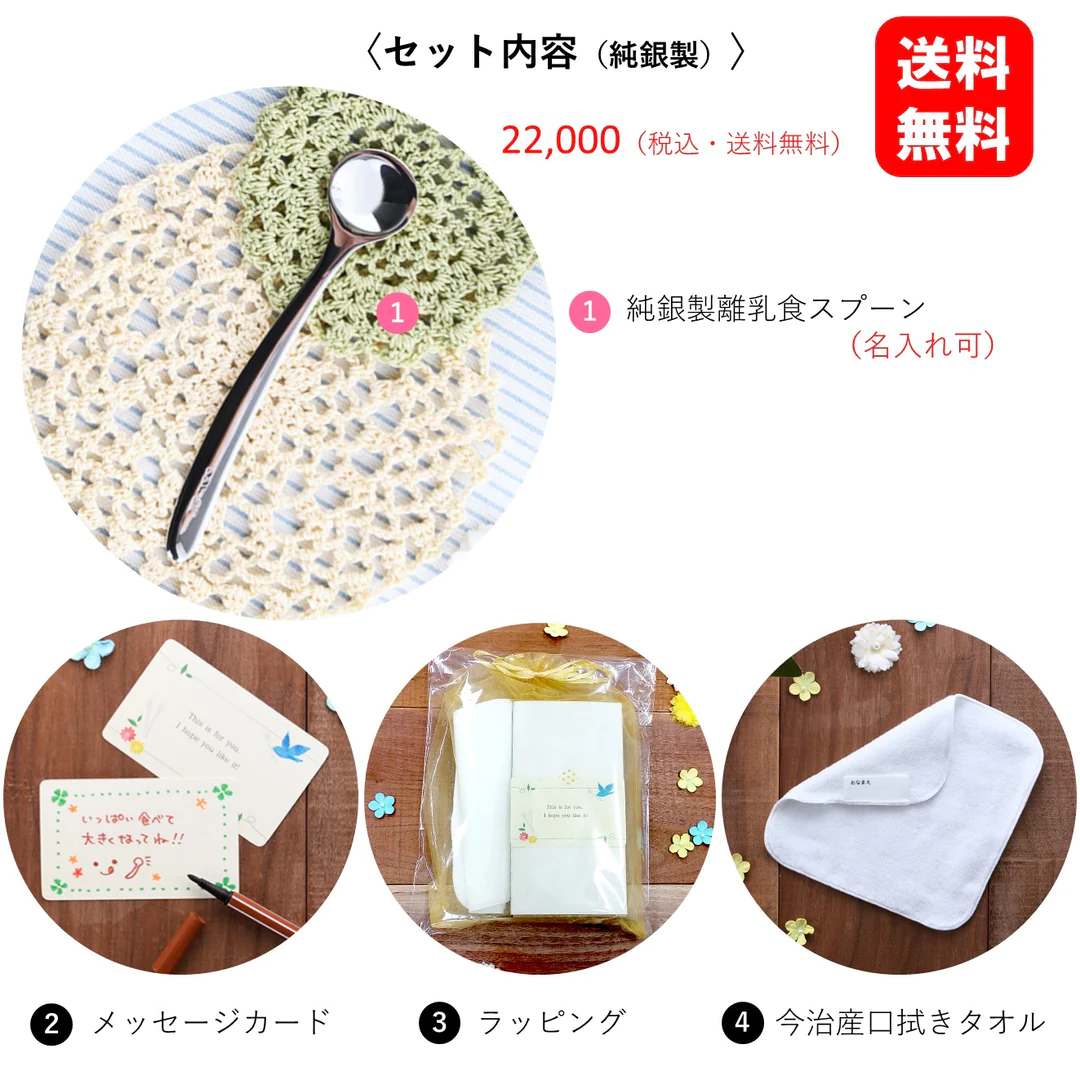 〈セット内容（純銀製）〉
送料
無料
22,000（税込・送料無料）
1
1 純銀製離乳食スプーン
（名入れ可）
This is for you.
I hope you like it!
いっぱい食べて
大きくなってね!!
This is for you.
I hope you like it!
おなまえ
2 メッセージカード
3 ラッピング
4 今治産口拭きタオル